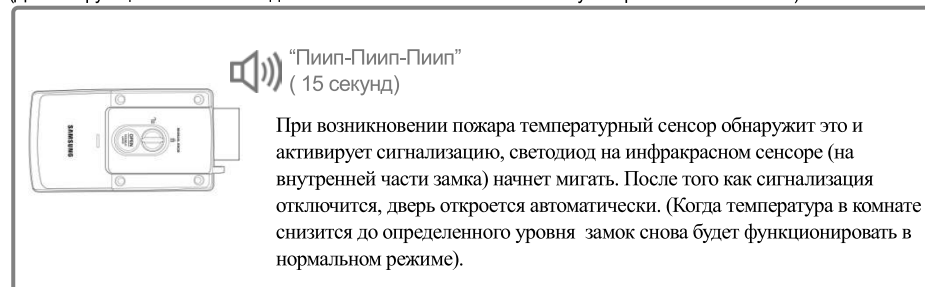 “Пиип-Пиип-Пиип”
( 15 секунд)
SAMSUNG
При возникновении пожара температурный сенсор обнаружит это и
активирует сигнализацию, светодиод на инфракрасном сенсоре (на
внутренней части замка) начнет мигать. После того как сигнализация
отключится, дверь откроется автоматически. (Когда температура в комнате
снизится до определенного уровня  замок снова будет функционировать в
нормальном режиме).